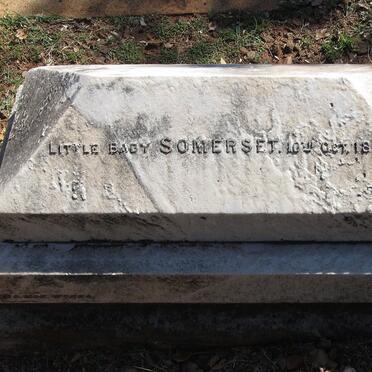 LITTLE BABY SOMERSET. 10TH OCT. 18